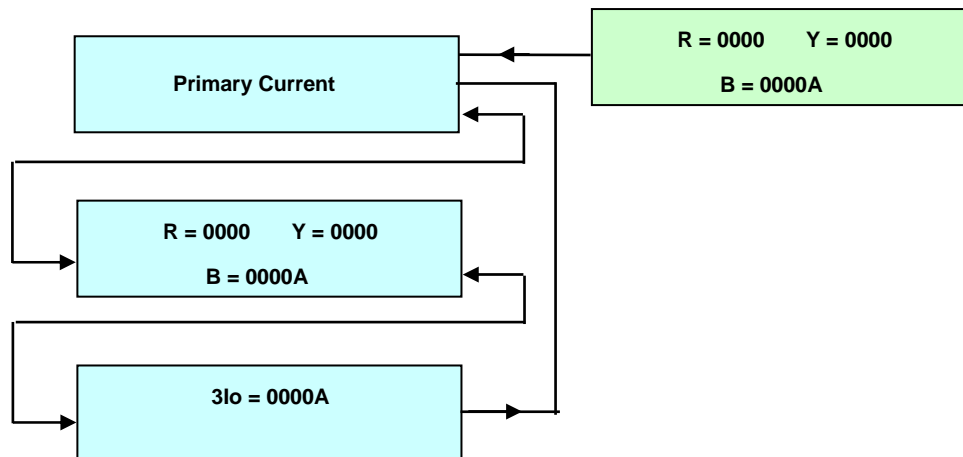 R = 0000 Y = 0000
B = 0000A
Primary Current
R = 0000 Y = 0000
B = 0000A
3Io = 0000A